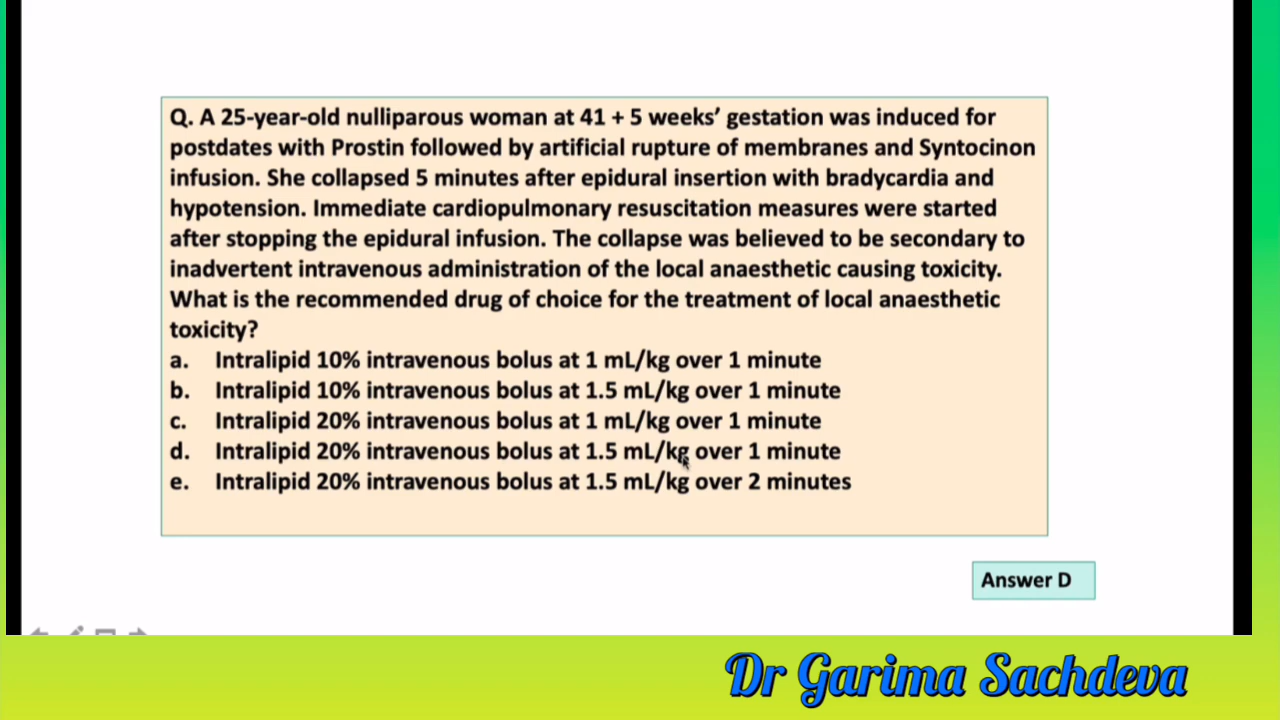 Q. A 25-year-old nulliparous woman at 41 + 5 weeks’ gestation was induced for
postdates with Prostin followed by artificial rupture of membranes and Syntocinon
infusion. She collapsed 5 minutes after epidural insertion with bradycardia and
hypotension. Immediate cardiopulmonary resuscitation measures were started
after stopping the epidural infusion. The collapse was believed to be secondary to
inadvertent intravenous administration of the local anaesthetic causing toxicity.
What is the recommended drug of choice for the treatment of local anaesthetic
toxicity?
a. Intralipid 10% intravenous bolus at 1 mL/kg over 1 minute
b. Intralipid 10% intravenous bolus at 1.5 mL/kg over 1 minute
c. Intralipid 20% intravenous bolus at 1 mL/kg over 1 minute
d. Intralipid 20% intravenous bolus at 1.5 mL/kg over 1 minute
e. Intralipid 20% intravenous bolus at 1.5 mL/kg over 2 minutes
Answer D
Dr Garima Sachdeva